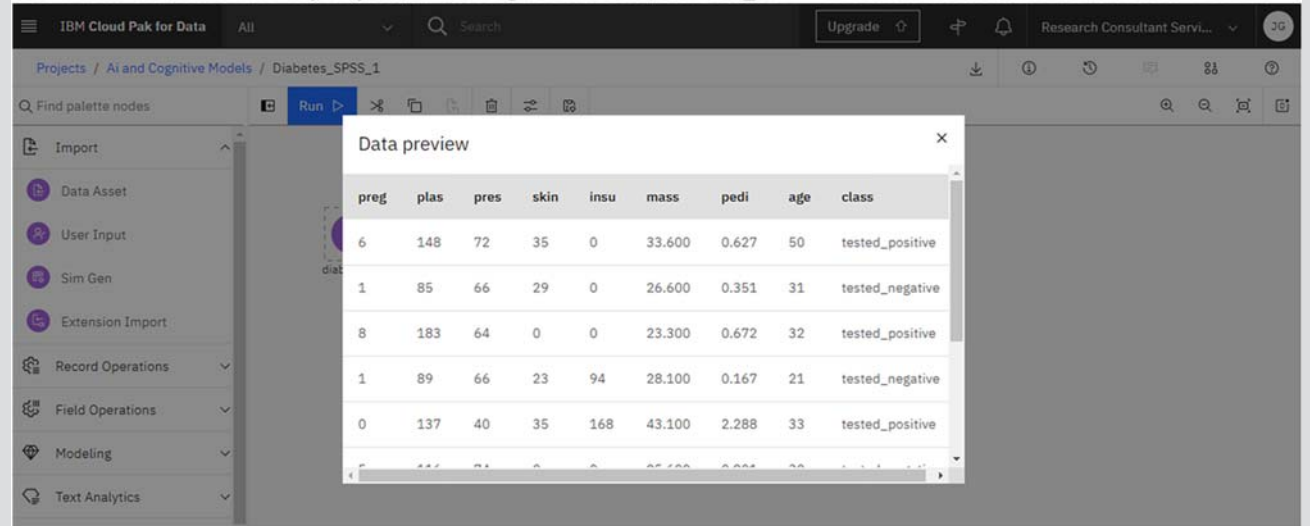 IBM Cloud Pak for Data All Search Upgrade Research Consultant Servi... JG
Projects / Ai and Cognitive Models / Diabetes_SPSS_1
Find palette nodes Run
Import
Data Asset
User Input
Sim Gen
Extension Import
Record Operations
Field Operations
Modeling
Text Analytics
diab
Data preview
preg plas pres skin insu mass pedi age class
6 148 72 35 0 33.600 0.627 50 tested_positive
1 85 66 29 0 26.600 0.351 31 tested_negative
8 183 64 0 0 23.300 0.672 32 tested_positive
1 89 66 23 94 28.100 0.167 21 tested_negative
0 137 40 35 168 43.100 2.288 33 tested_positive